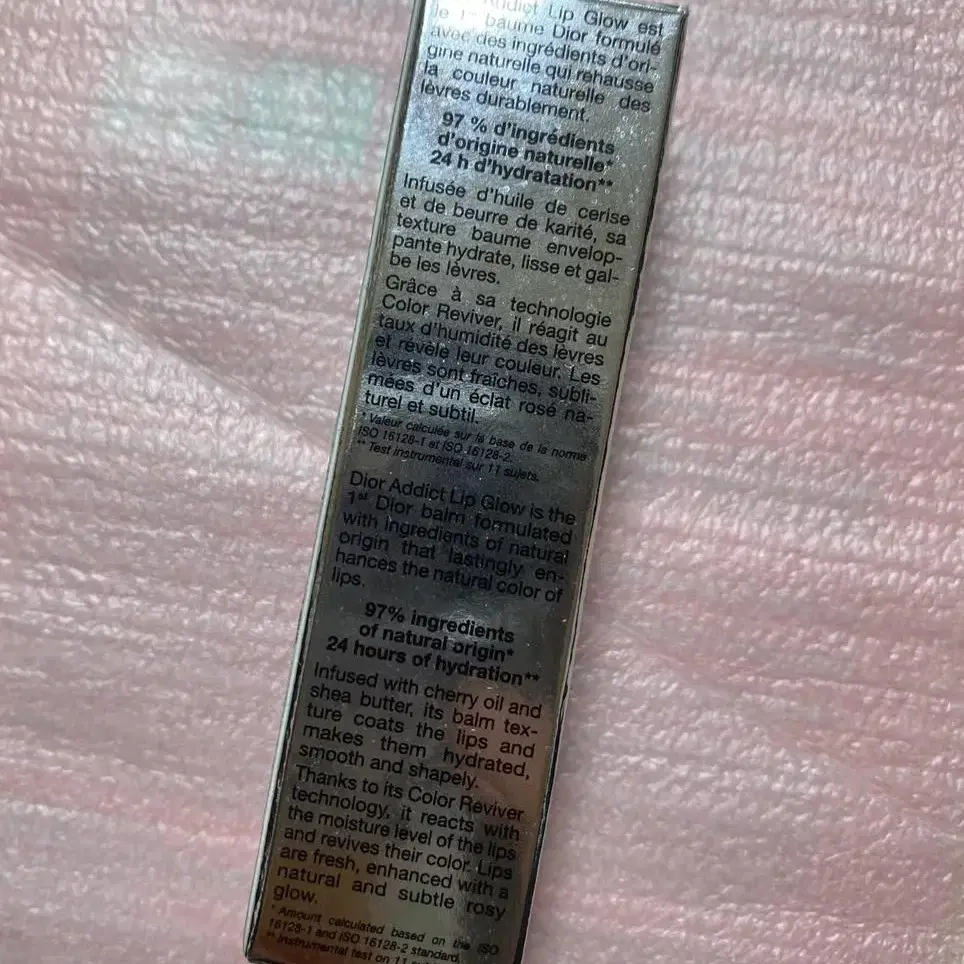 Addict Lip Glow est
le 1er baume Dior formulé
avec des ingrédients d'ori-
gine naturelle qui rehausse
la couleur naturelle des
lèvres durablement.
97 % d'ingrédients
d'origine naturelle*
24 h d'hydratation**
Infusée d'huile de cerise
et de beurre de karité, sa
texture baume envelop-
pante hydrate, lisse et gal-
be les lèvres.
Grâce à sa technologie
Color Reviver, il réagit au
taux d'humidité des lèvres
et révèle leur couleur. Les
lèvres sont fraîches, subli-
mées d'un éclat rosé na-
turel et subtil.
* Valeur calculée sur la base de la norme
ISO 16128-1 et ISO 16128-2.
** Test instrumental sur 11 sujets.
Dior Addict Lip Glow is the
1st Dior balm formulated
with ingredients of natural
origin that lastingly en-
hances the natural color of
lips.
97% ingredients
of natural origin*
24 hours of hydration**
Infused with cherry oil and
shea butter, its balm tex-
ture coats the lips and
makes them hydrated,
smooth and shapely.
Thanks to its Color Reviver
technology, it reacts with
the moisture level of the lips
and revives their color. Lips
are fresh, enhanced with a
natural and subtle rosy
glow.
* Amount calculated based on the ISO
16128-1 and ISO 16128-2 standard.
** Instrumental test on 11